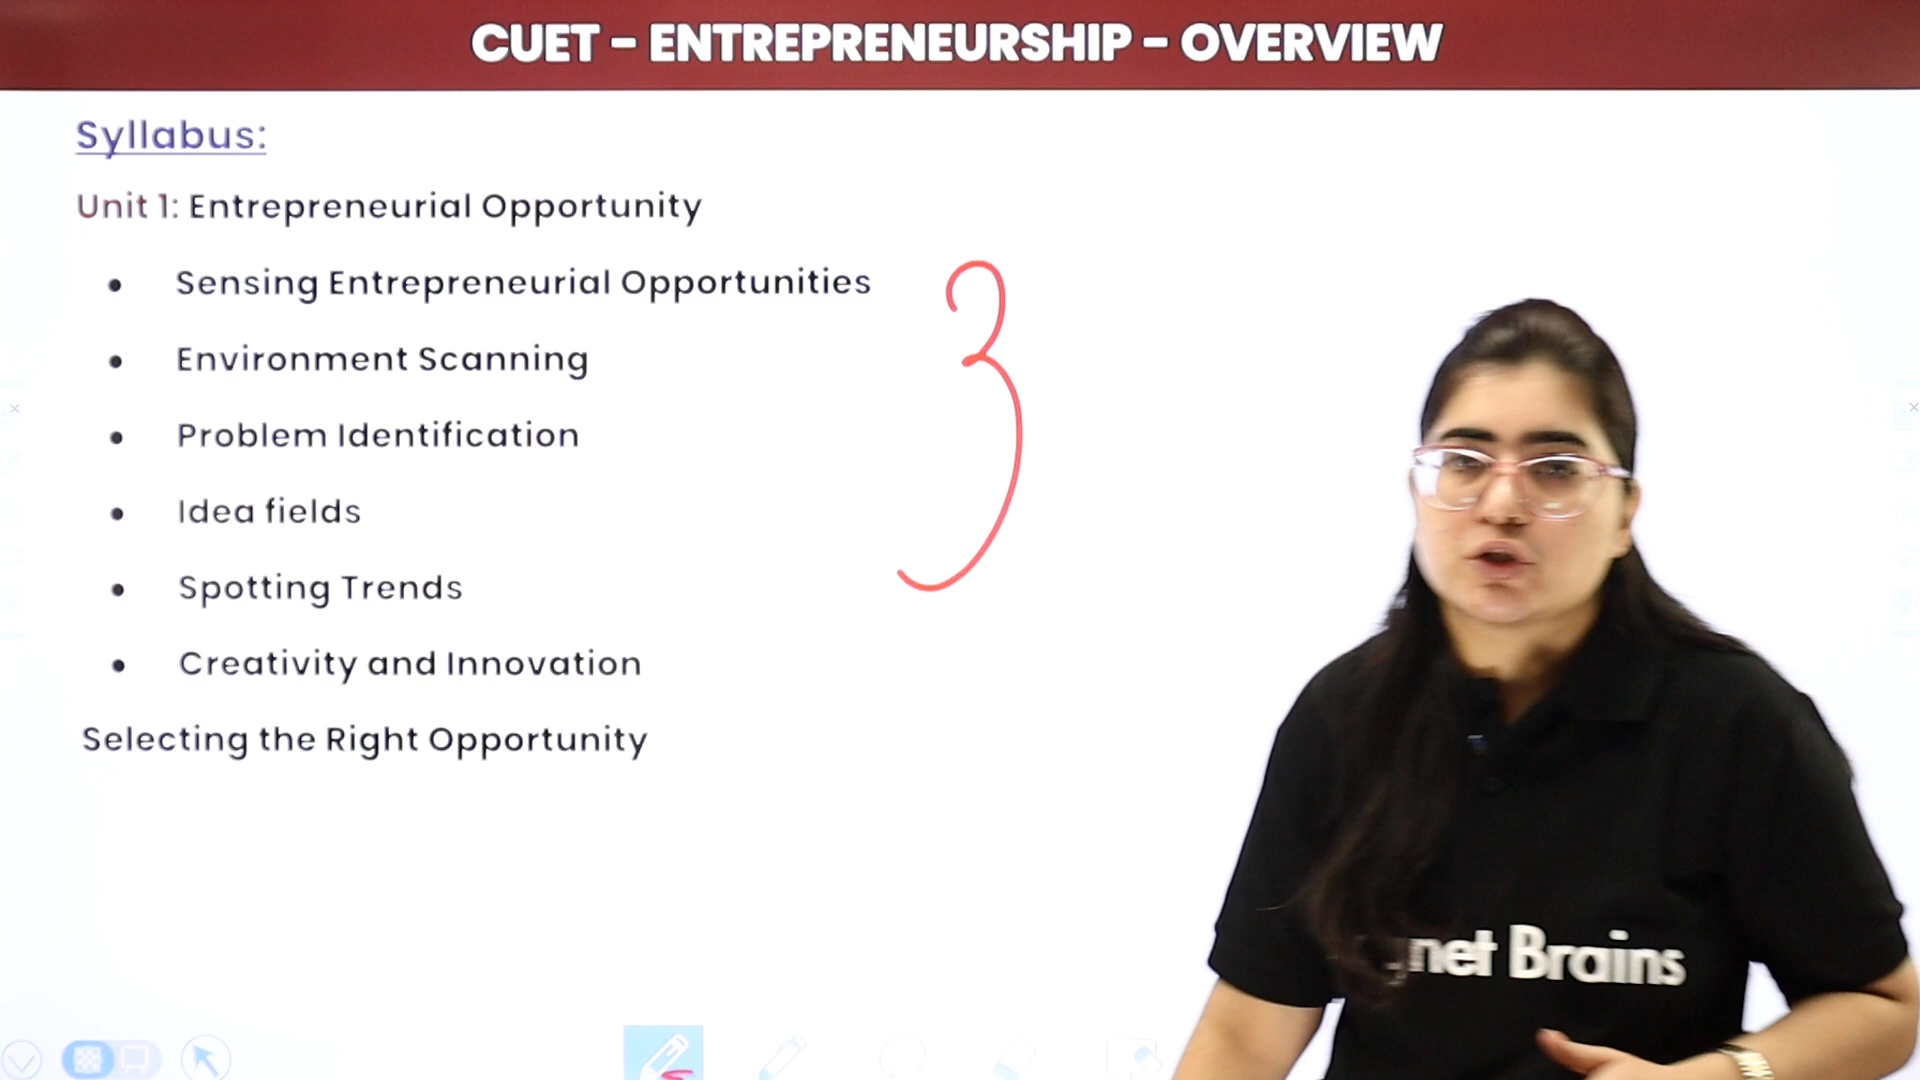 CUET - ENTREPRENEURSHIP - OVERVIEW
Syllabus:
Unit 1: Entrepreneurial Opportunity
• Sensing Entrepreneurial Opportunities
• Environment Scanning
• Problem Identification
• Idea fields
• Spotting Trends
• Creativity and Innovation
Selecting the Right Opportunity
3
net Brains